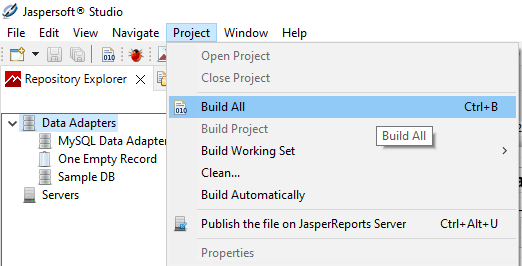 Jaspersoft® Studio
File Edit View Navigate Project Window Help
Repository Explorer
Data Adapters
MySQL Data Adapter
One Empty Record
Sample DB
Servers
Open Project
Close Project
Build All Ctrl+B
Build Project
Build All
Build Working Set
Clean...
Build Automatically
Publish the file on JasperReports Server Ctrl+Alt+U
Properties